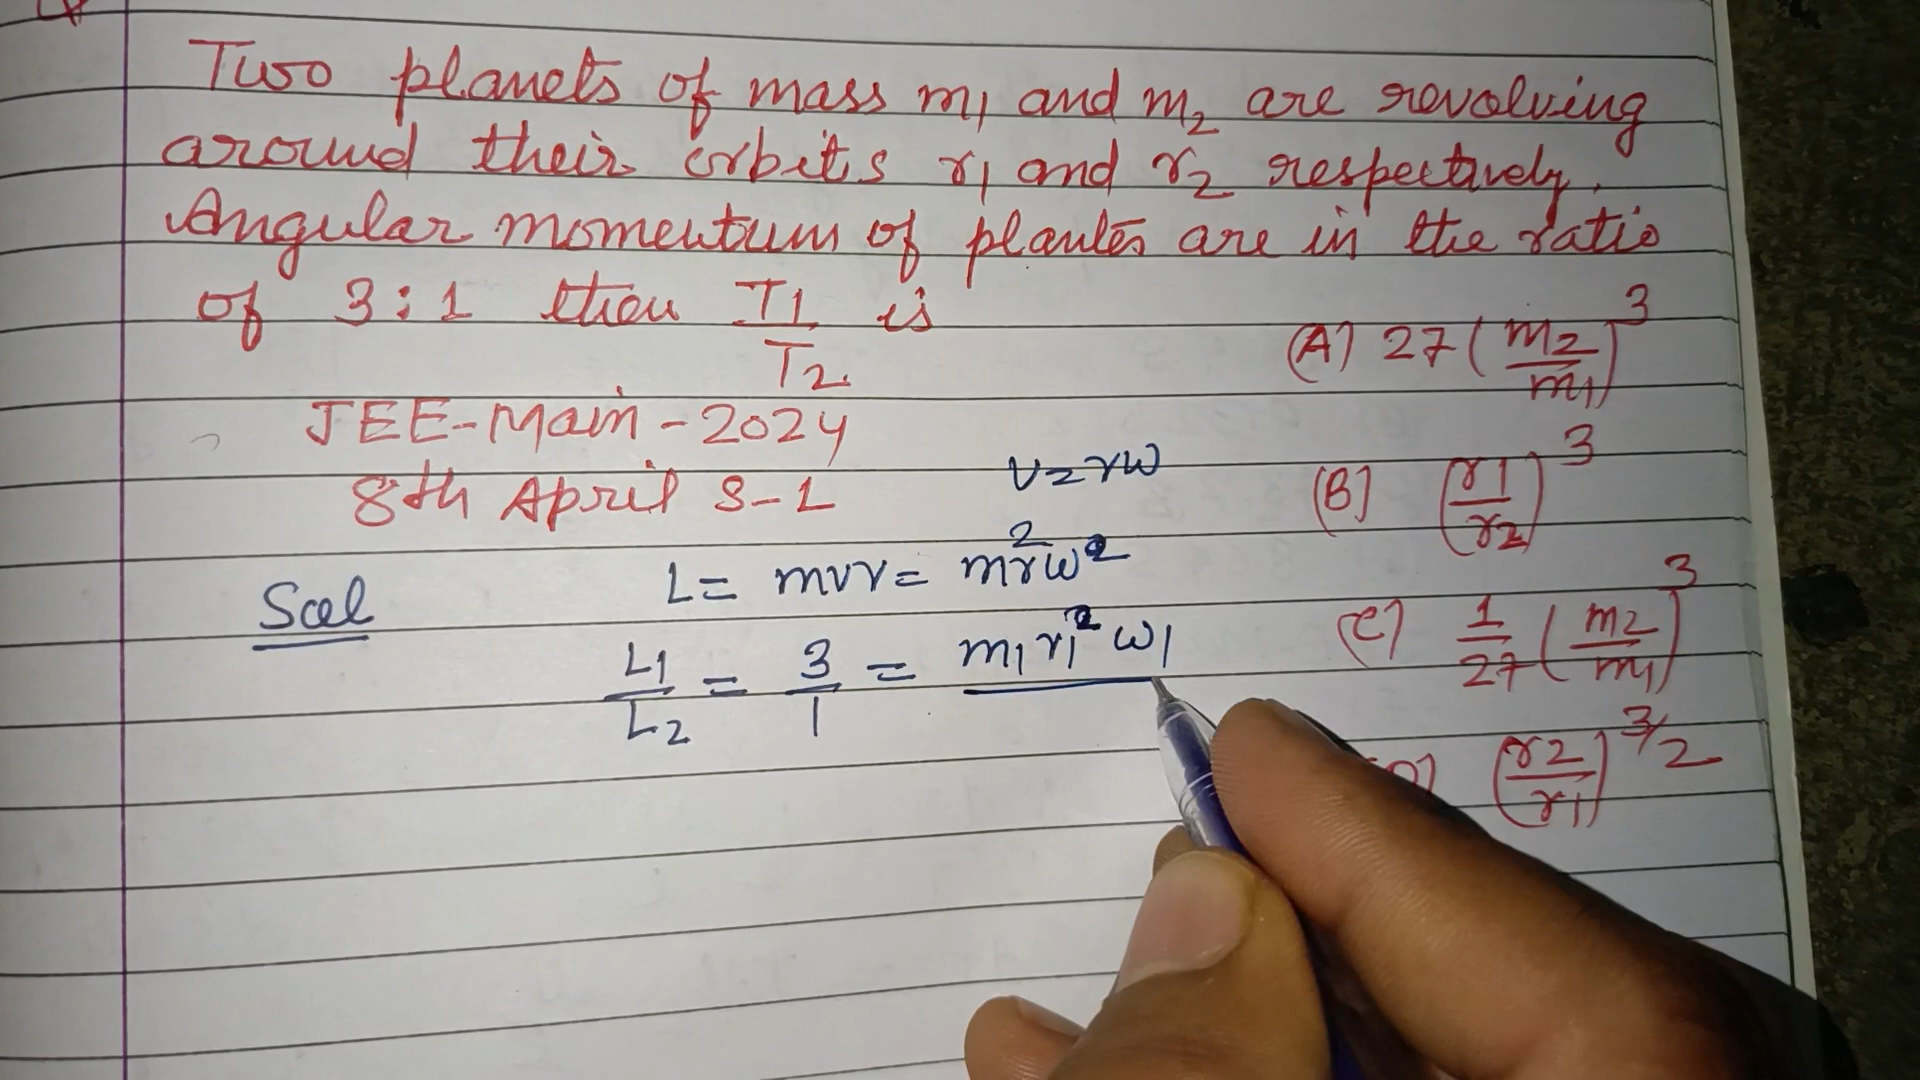 Two planets of mass m₁ and m₂ are revolving
around their orbits r₁ and r₂ respectively.
Angular momentum of plantes are in the ratio
of 3:1 then T₁/T₂ is
(A) 27(m₂/m₁)³
JEE-Main-2024
8th April S-1
v=rω
(B) (r₁/r₂)³
L= mvr= mr²ω
Sol
(C) 1/27(m₂/m₁)³
L₁/L₂ = 3/1 = m₁r₁²ω₁
(r₂/r₁)^3/2